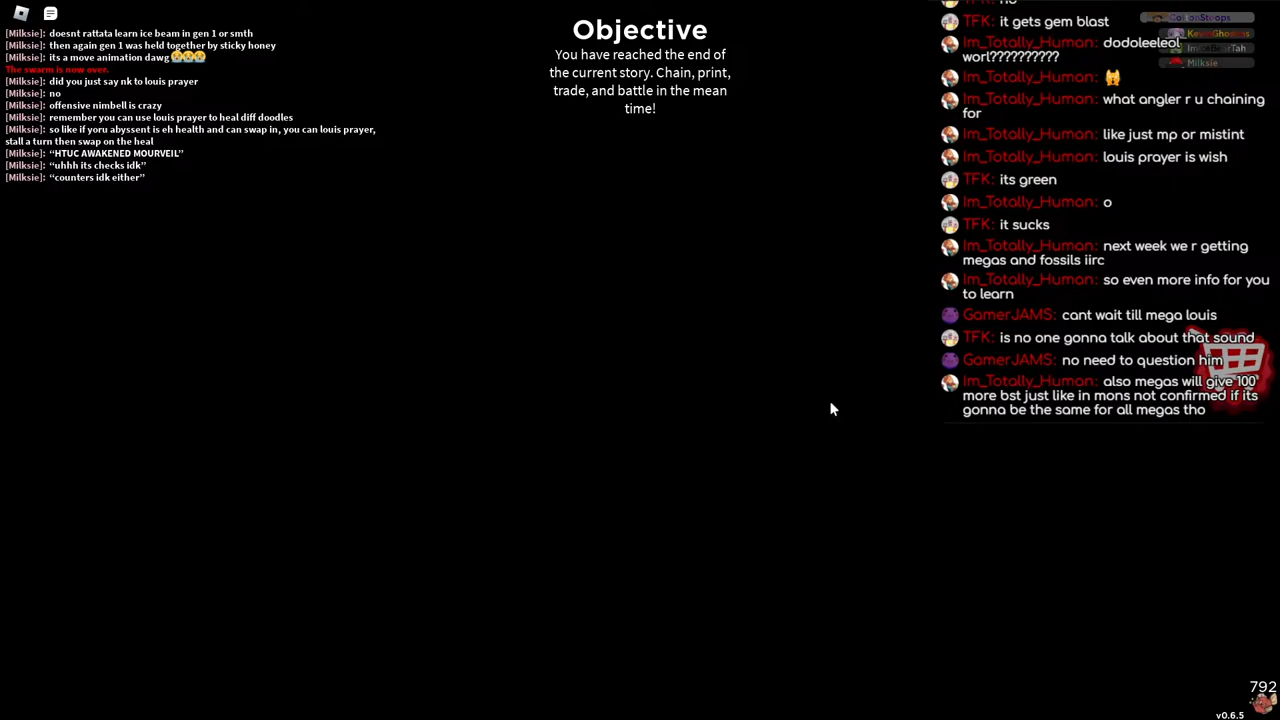 [Milksie]: doesnt rattata learn ice beam in gen 1 or smth
[Milksie]: then again gen 1 was held together by sticky honey
[Milksie]: its a move animation dawg 😭😭😭
The swarm is now over.
[Milksie]: did you just say nk to louis prayer
[Milksie]: no
[Milksie]: offensive nimbell is crazy
[Milksie]: remember you can use louis prayer to heal diff doodles
[Milksie]: so like if yoru abyssent is eh health and can swap in, you can louis prayer,
stall a turn then swap on the heal
[Milksie]: “HTUC AWAKENED MOURVEIL”
[Milksie]: “uhhh its checks idk”
[Milksie]: “counters idk either”
Objective
You have reached the end
of the current story. Chain, print,
trade, and battle in the mean
time!
TFK: no
TFK: it gets gem blast
Im_Totally_Human: dodoleeleol
worl??????????
Im_Totally_Human: 🙀
Im_Totally_Human: what angler r u chaining
for
Im_Totally_Human: like just mp or mistint
Im_Totally_Human: louis prayer is wish
TFK: its green
Im_Totally_Human: o
TFK: it sucks
Im_Totally_Human: next week we r getting
megas and fossils iirc
Im_Totally_Human: so even more info for you
to learn
GamerJAMS: cant wait till mega louis
TFK: is no one gonna talk about that sound
GamerJAMS: no need to question him
Im_Totally_Human: also megas will give 100
more bst just like in mons not confirmed if its
gonna be the same for all megas tho
Milksie
792
v0.6.5